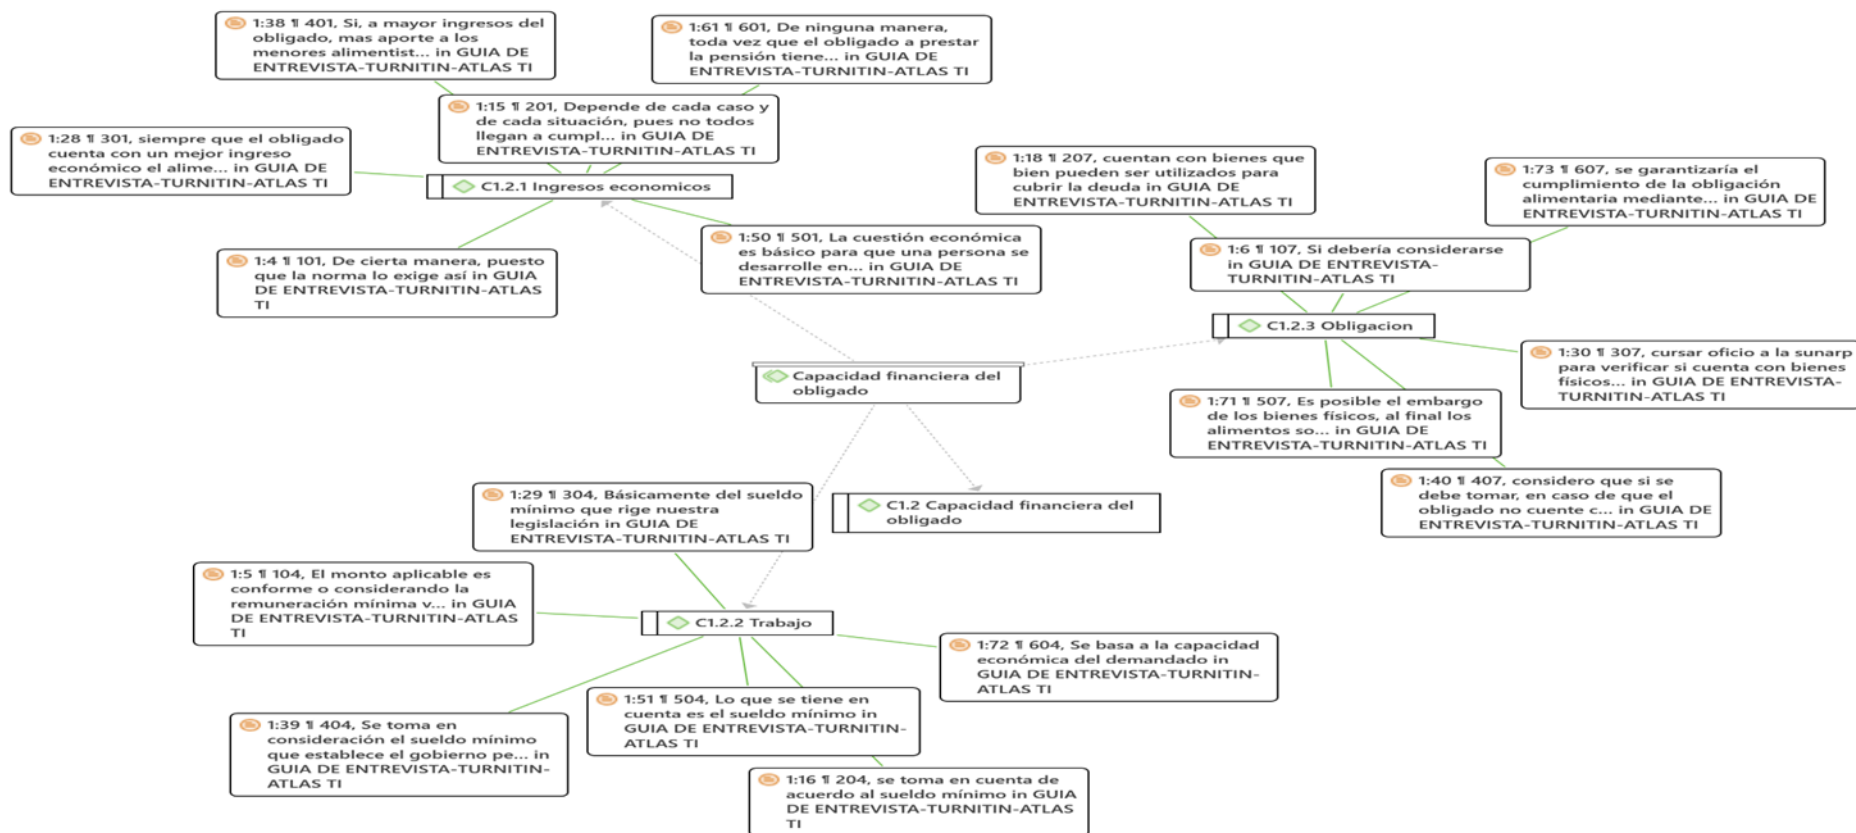 1:38 ¶ 401, Si, a mayor ingresos del
obligado, mas aporte a los
menores alimentist... in GUIA DE
ENTREVISTA-TURNITIN-ATLAS TI
1:61 ¶ 601, De ninguna manera,
toda vez que el obligado a prestar
la pensión tiene... in GUIA DE
ENTREVISTA-TURNITIN-ATLAS TI
1:15 ¶ 201, Depende de cada caso y
de cada situación, pues no todos
llegan a cumpl... in GUIA DE
ENTREVISTA-TURNITIN-ATLAS TI
1:28 ¶ 301, siempre que el obligado
cuenta con un mejor ingreso
económico el alime... in GUIA DE
ENTREVISTA-TURNITIN-ATLAS TI
C1.2.1 Ingresos economicos
1:4 ¶ 101, De cierta manera, puesto
que la norma lo exige así in GUIA
DE ENTREVISTA-TURNITIN-ATLAS
TI
1:50 ¶ 501, La cuestión económica
es básico para que una persona se
desarrolle en... in GUIA DE
ENTREVISTA-TURNITIN-ATLAS TI
1:18 ¶ 207, cuentan con bienes que
bien pueden ser utilizados para
cubrir la deuda in GUIA DE
ENTREVISTA-TURNITIN-ATLAS TI
1:73 ¶ 607, se garantizaría el
cumplimiento de la obligación
alimentaria mediante... in GUIA DE
ENTREVISTA-TURNITIN-ATLAS TI
1:6 ¶ 107, Si debería considerarse
in GUIA DE ENTREVISTA-
TURNITIN-ATLAS TI
C1.2.3 Obligacion
1:30 ¶ 307, cursar oficio a la sunarp
para verificar si cuenta con bienes
físicos... in GUIA DE ENTREVISTA-
TURNITIN-ATLAS TI
1:71 ¶ 507, Es posible el embargo
de los bienes físicos, al final los
alimentos so... in GUIA DE
ENTREVISTA-TURNITIN-ATLAS TI
1:40 ¶ 407, considero que si se
debe tomar, en caso de que el
obligado no cuente c... in GUIA DE
ENTREVISTA-TURNITIN-ATLAS TI
Capacidad financiera del
obligado
C1.2 Capacidad financiera del
obligado
1:29 ¶ 304, Básicamente del sueldo
mínimo que rige nuestra
legislación in GUIA DE
ENTREVISTA-TURNITIN-ATLAS TI
1:5 ¶ 104, El monto aplicable es
conforme o considerando la
remuneración mínima v... in GUIA
DE ENTREVISTA-TURNITIN-ATLAS
TI
C1.2.2 Trabajo
1:72 ¶ 604, Se basa a la capacidad
económica del demandado in
GUIA DE ENTREVISTA-TURNITIN-
ATLAS TI
1:51 ¶ 504, Lo que se tiene en
cuenta es el sueldo mínimo in
GUIA DE ENTREVISTA-TURNITIN-
ATLAS TI
1:39 ¶ 404, Se toma en
consideración el sueldo mínimo
que establece el gobierno pe... in
GUIA DE ENTREVISTA-TURNITIN-
ATLAS TI
1:16 ¶ 204, se toma en cuenta de
acuerdo al sueldo mínimo in GUIA
DE ENTREVISTA-TURNITIN-ATLAS
TI